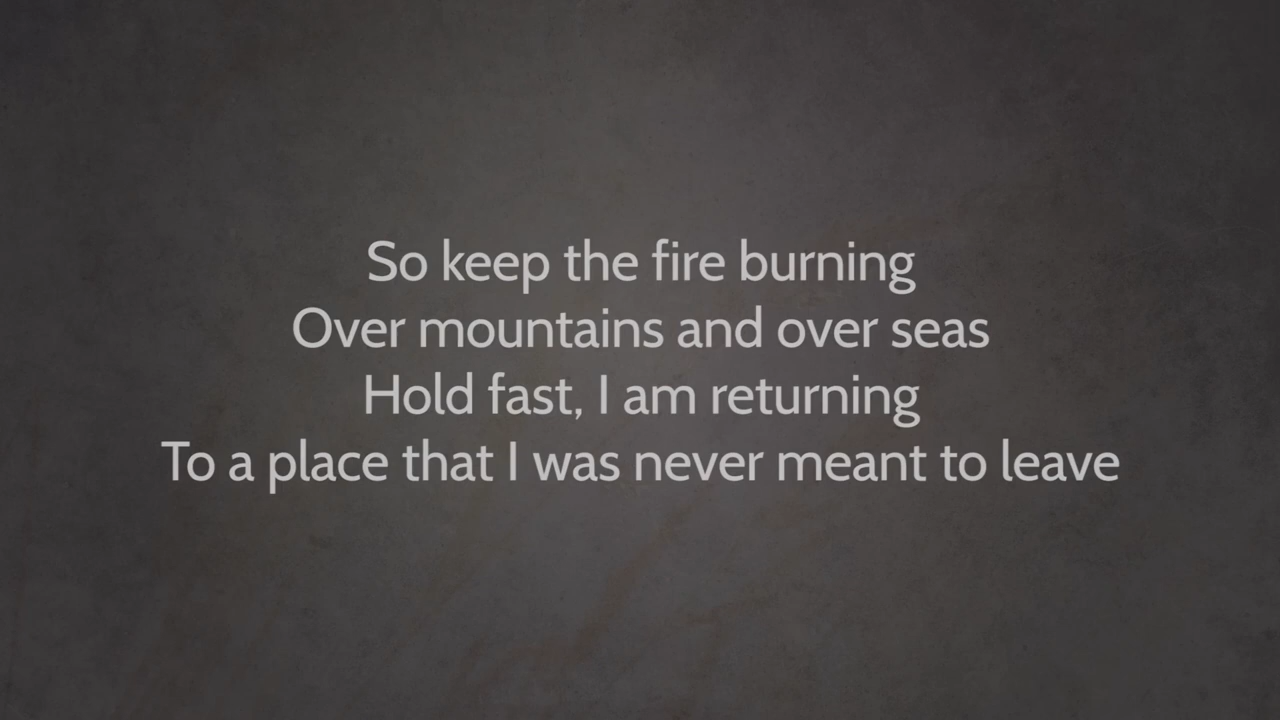 So keep the fire burning
Over mountains and over seas
Hold fast, I am returning
To a place that I was never meant to leave